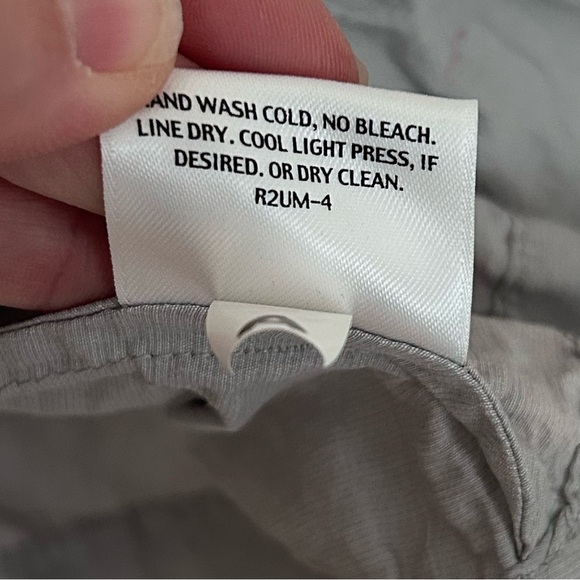 AND WASH COLD, NO BLEACH.
LINE DRY. COOL LIGHT PRESS, IF
DESIRED. OR DRY CLEAN.
R2UM-4